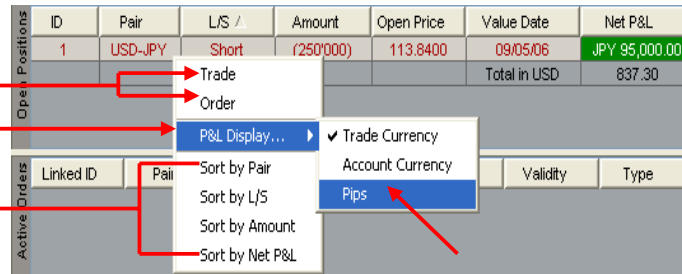 Open Positions
ID Pair L/S Amount Open Price Value Date Net P&L
1 USD-JPY Short (250'000) 113.8400 09/05/06 JPY 95,000.00
Total in USD 837.30
Trade
Order
P&L Display...
✓ Trade Currency
Account Currency
Pips
Sort by Pair
Sort by L/S
Sort by Amount
Sort by Net P&L
Active Orders
Linked ID Pai Validity Type